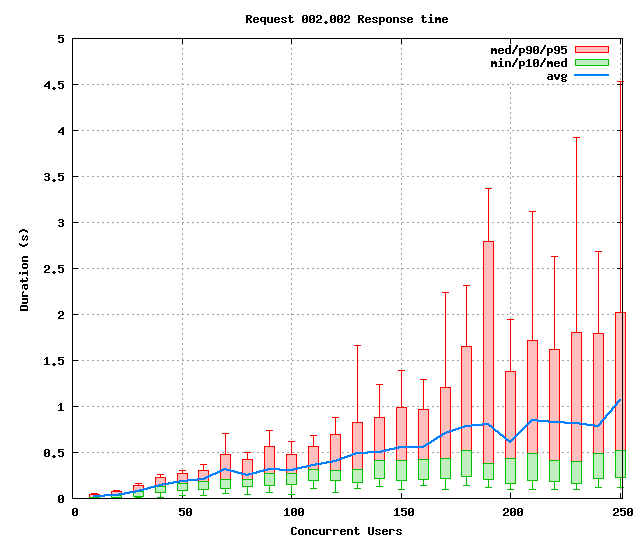 Request 002.002 Response time
5
4.5
4
3.5
3
2.5
2
1.5
1
0.5
0
Duration (s)
med/p90/p95
min/p10/med
avg
0 50 100 150 200 250
Concurrent Users